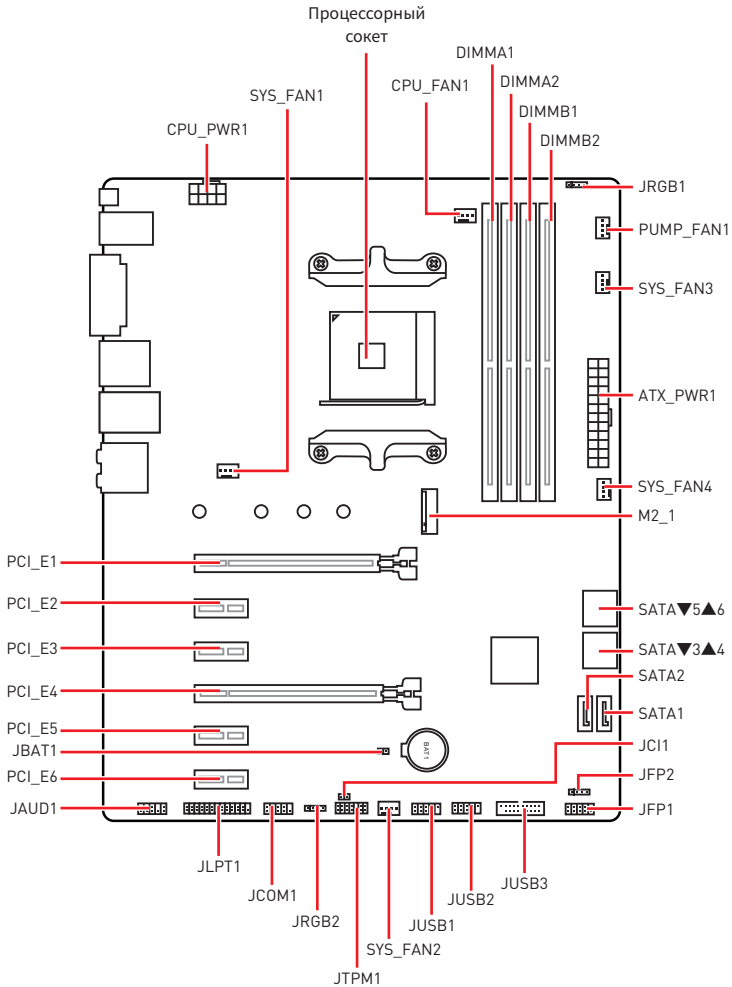 Процессорный
сокет
DIMMA1
CPU_FAN1
DIMMA2
SYS_FAN1
DIMMB1
CPU_PWR1
DIMMB2
JRGB1
PUMP_FAN1
SYS_FAN3
ATX_PWR1
SYS_FAN4
M2_1
PCI_E1
PCI_E2
SATA▼5▲6
PCI_E3
SATA▼3▲4
SATA2
PCI_E4
SATA1
PCI_E5
JBAT1
BAT1
JCI1
PCI_E6
JFP2
JAUD1
JFP1
JLPT1
JCOM1
JRGB2
JTPM1
SYS_FAN2
JUSB1
JUSB2
JUSB3